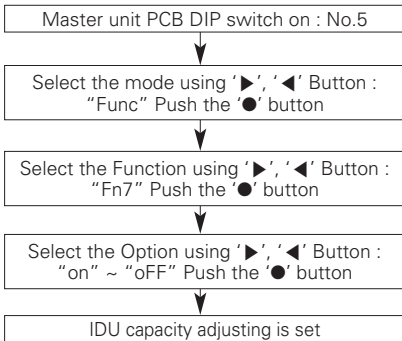 Master unit PCB DIP switch on : No.5
Select the mode using ‘▶’, ‘◀’ Button :
“Func” Push the ‘●’ button
Select the Function using ‘▶’, ‘◀’ Button :
“Fn7” Push the ‘●’ button
Select the Option using ‘▶’, ‘◀’ Button :
“on” ~ “oFF” Push the ‘●’ button
IDU capacity adjusting is set